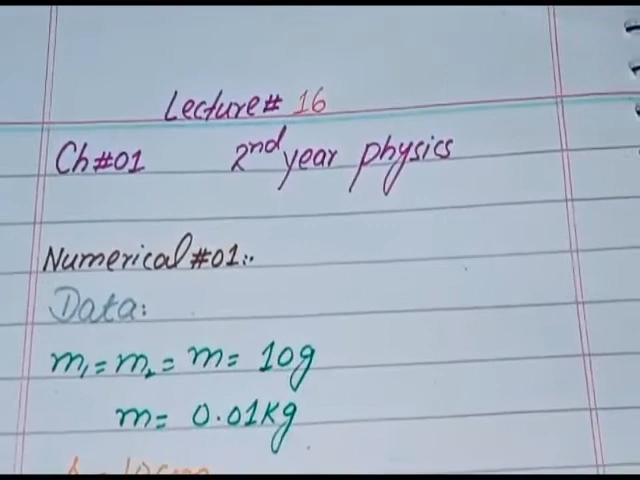 Lecture# 16
Ch#01 2nd year physics
Numerical #01:.
Data:
m₁=m₂=m= 10g
m= 0.01Kg